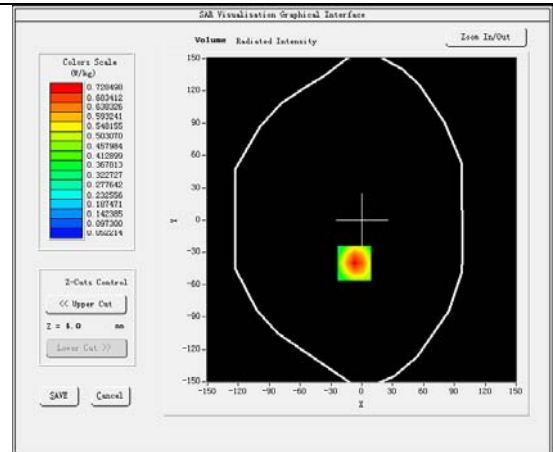 SAR Visualisation Graphical Interface
Volume Radiated Intensity
Zoom In/Out
Colors Scale
(W/kg)
0.728498
0.683412
0.638326
0.593241
0.548155
0.503070
0.457984
0.412899
0.367813
0.322727
0.277642
0.232556
0.187471
0.142385
0.097300
0.052214
150
120
90
60
30
0
-30
-60
-90
-120
-150
Y
-150 -120 -90 -60 -30 0 30 60 90 120 150
X
Z-Cuts Control
<< Upper Cut
Z = 4.0 mm
Lower Cut >>
SAVE Cancel